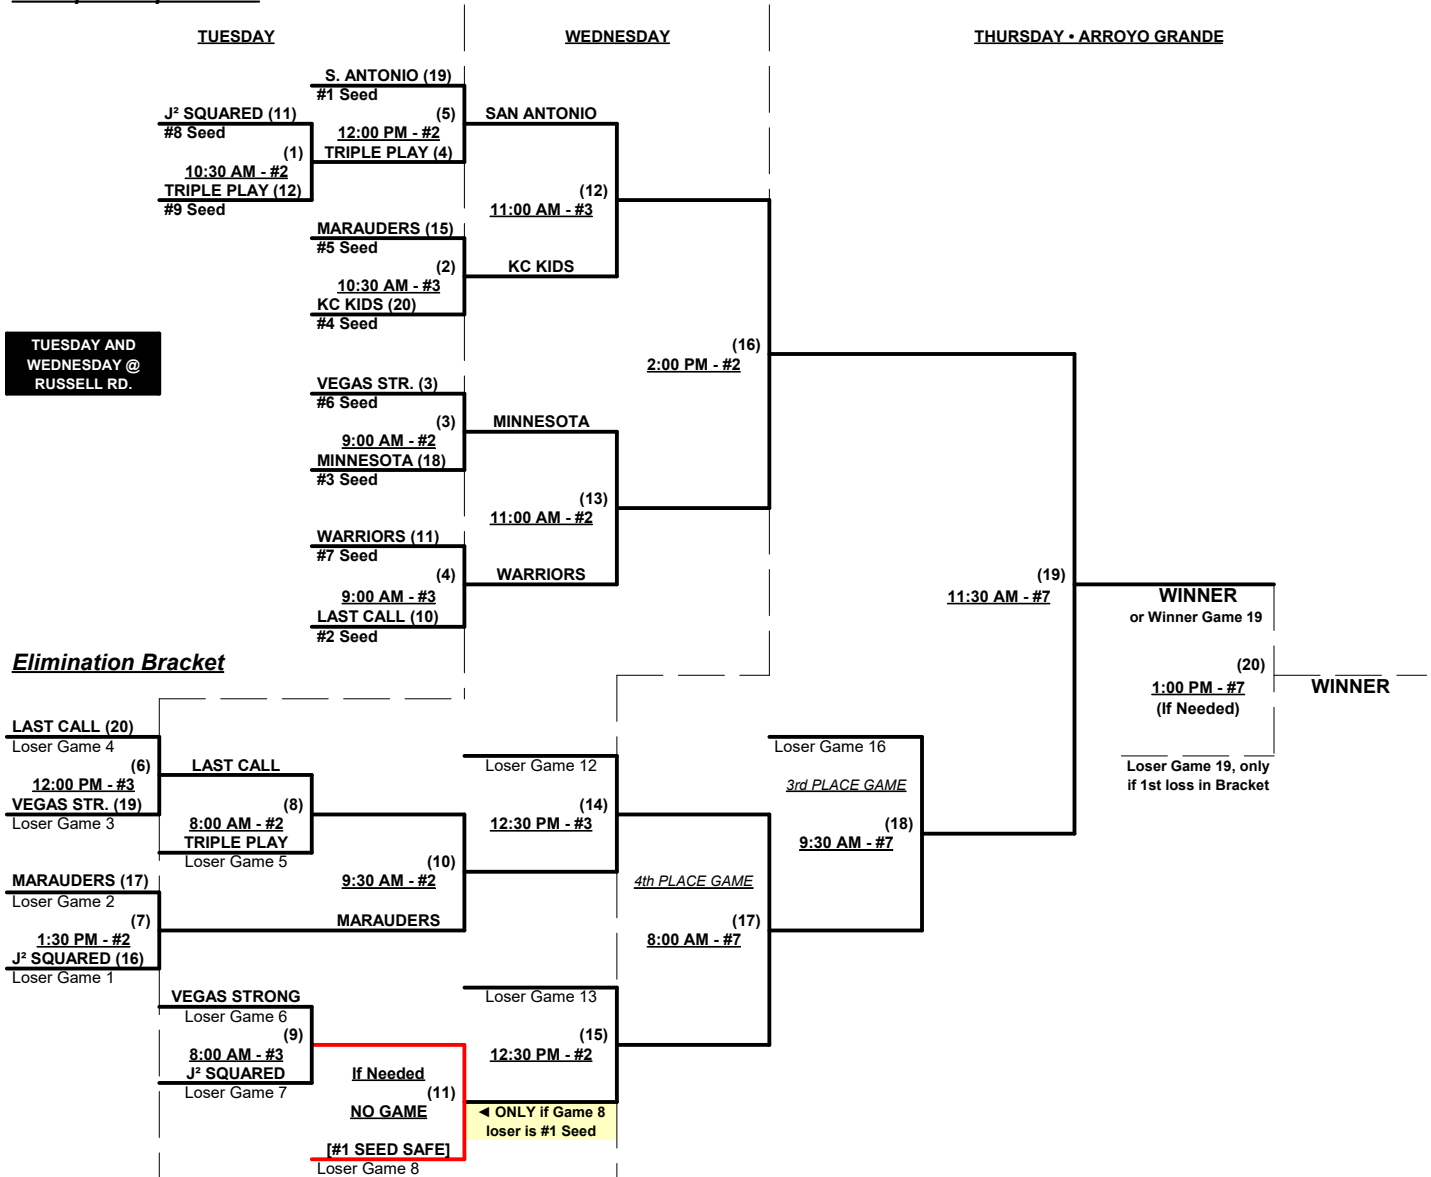 TUESDAY
WEDNESDAY
THURSDAY • ARROYO GRANDE
S. ANTONIO (19)
#1 Seed
J² SQUARED (11)
#8 Seed
(5)
12:00 PM - #2
SAN ANTONIO
(1)
10:30 AM - #2
TRIPLE PLAY (4)
TRIPLE PLAY (12)
#9 Seed
(12)
11:00 AM - #3
MARAUDERS (15)
#5 Seed
(2)
10:30 AM - #3
KC KIDS
KC KIDS (20)
#4 Seed
TUESDAY AND
WEDNESDAY @
RUSSELL RD.
(16)
2:00 PM - #2
VEGAS STR. (3)
#6 Seed
(3)
9:00 AM - #2
MINNESOTA
MINNESOTA (18)
#3 Seed
(13)
11:00 AM - #2
WARRIORS (11)
#7 Seed
(4)
9:00 AM - #3
WARRIORS
LAST CALL (10)
#2 Seed
(19)
11:30 AM - #7
WINNER
or Winner Game 19
(20)
1:00 PM - #7
(If Needed)
WINNER
Loser Game 19, only
if 1st loss in Bracket
Elimination Bracket
LAST CALL (20)
Loser Game 4
(6)
12:00 PM - #3
VEGAS STR. (19)
Loser Game 3
LAST CALL
(8)
8:00 AM - #2
TRIPLE PLAY
Loser Game 5
Loser Game 12
(14)
12:30 PM - #3
Loser Game 16
3rd PLACE GAME
(18)
9:30 AM - #7
MARAUDERS (17)
Loser Game 2
(7)
1:30 PM - #2
J² SQUARED (16)
Loser Game 1
(10)
9:30 AM - #2
MARAUDERS
4th PLACE GAME
(17)
8:00 AM - #7
VEGAS STRONG
Loser Game 6
(9)
8:00 AM - #3
J² SQUARED
Loser Game 7
Loser Game 13
(15)
12:30 PM - #2
If Needed
(11)
NO GAME
◄ ONLY if Game 8
loser is #1 Seed
[#1 SEED SAFE]
Loser Game 8